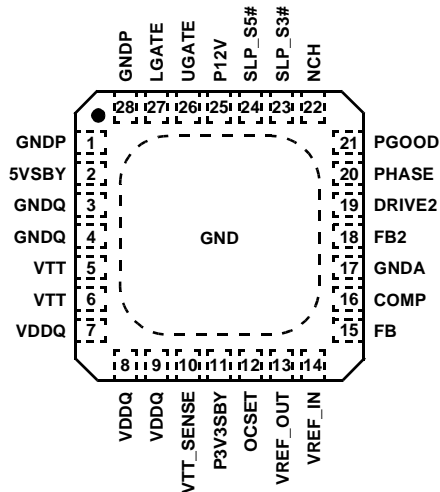 GNDP
LGATE
UGATE
P12V
SLP_S5#
SLP_S3#
NCH
28
27
26
25
24
23
22
GNDP 1
5VSBY 2
GNDQ 3
GNDQ 4
VTT 5
VTT 6
VDDQ 7
GND
21 PGOOD
20 PHASE
19 DRIVE2
18 FB2
17 GNDA
16 COMP
15 FB
8
9
10
11
12
13
14
VDDQ
VDDQ
VTT_SENSE
P3V3SBY
OCSET
VREF_OUT
VREF_IN